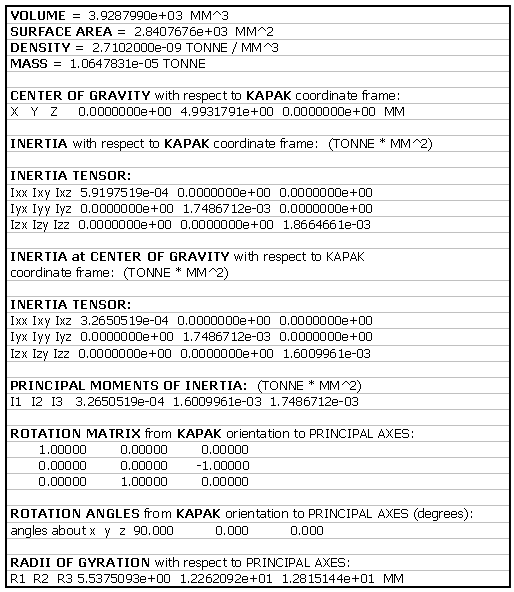 VOLUME = 3.9287990e+03 MM^3
SURFACE AREA = 2.8407676e+03 MM^2
DENSITY = 2.7102000e-09 TONNE / MM^3
MASS = 1.0647831e-05 TONNE
CENTER OF GRAVITY with respect to KAPAK coordinate frame:
X Y Z 0.0000000e+00 4.9931791e+00 0.0000000e+00 MM
INERTIA with respect to KAPAK coordinate frame: (TONNE * MM^2)
INERTIA TENSOR:
Ixx Ixy Ixz 5.9197519e-04 0.0000000e+00 0.0000000e+00
Iyx Iyy Iyz 0.0000000e+00 1.7486712e-03 0.0000000e+00
Izx Izy Izz 0.0000000e+00 0.0000000e+00 1.8664661e-03
INERTIA at CENTER OF GRAVITY with respect to KAPAK
coordinate frame: (TONNE * MM^2)
INERTIA TENSOR:
Ixx Ixy Ixz 3.2650519e-04 0.0000000e+00 0.0000000e+00
Iyx Iyy Iyz 0.0000000e+00 1.7486712e-03 0.0000000e+00
Izx Izy Izz 0.0000000e+00 0.0000000e+00 1.6009961e-03
PRINCIPAL MOMENTS OF INERTIA: (TONNE * MM^2)
I1 I2 I3 3.2650519e-04 1.6009961e-03 1.7486712e-03
ROTATION MATRIX from KAPAK orientation to PRINCIPAL AXES:
1.00000 0.00000 0.00000
0.00000 0.00000 -1.00000
0.00000 1.00000 0.00000
ROTATION ANGLES from KAPAK orientation to PRINCIPAL AXES (degrees):
angles about x y z 90.000 0.000 0.000
RADII OF GYRATION with respect to PRINCIPAL AXES:
R1 R2 R3 5.5375093e+00 1.2262092e+01 1.2815144e+01 MM